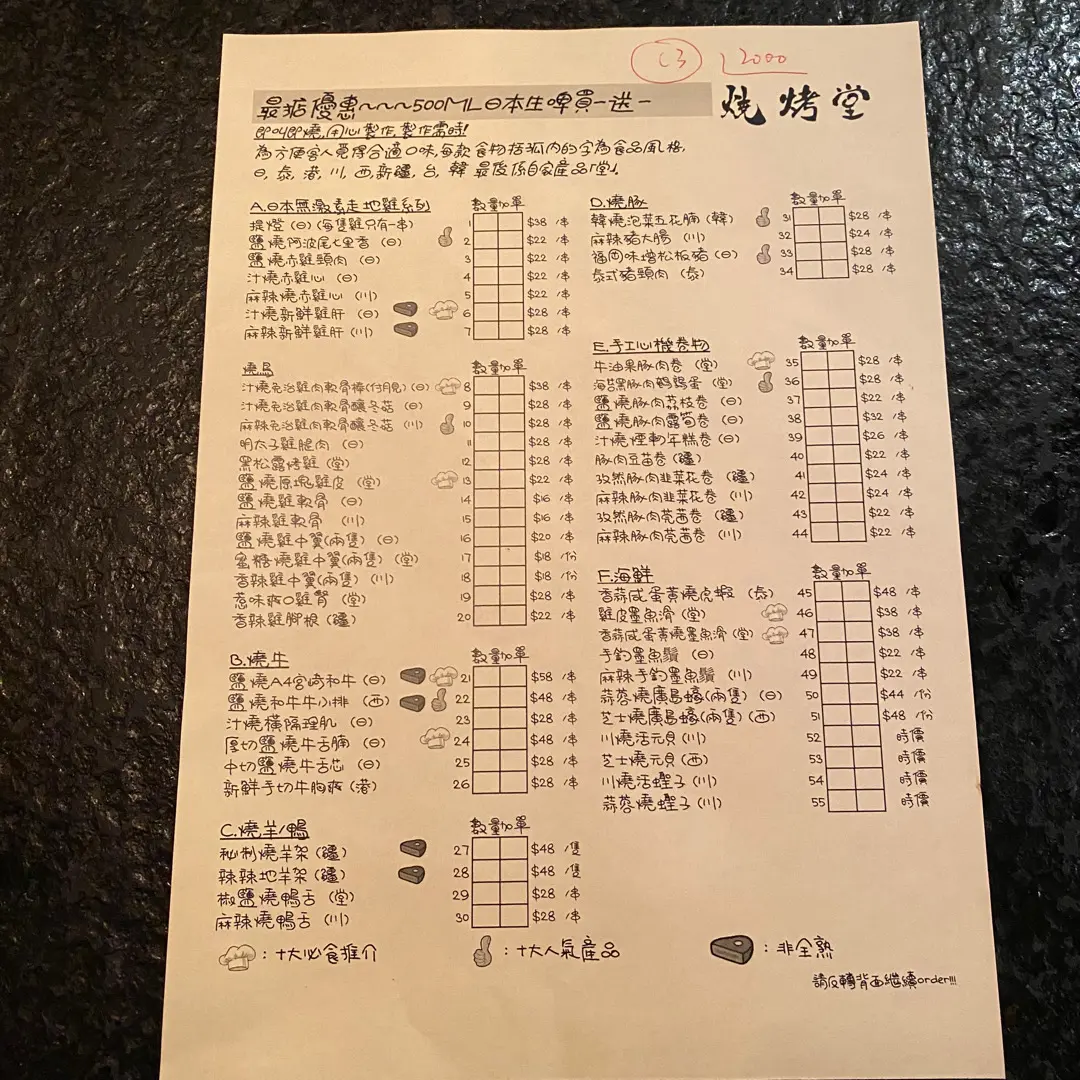 C3 L2000
最掂優惠~~~500ML日本生啤買一送一
燒烤堂
即叫即燒,用心製作,製作需時!
為方便客人覓得合適口味,每款食物括狐內的字為食品風格,
日, 泰, 港, 川, 西, 新疆, 台, 韓 最後係自家產品「堂」.
A.日本無激素走地雞系列 數量加單
提燈 (日) (每隻雞只有一串) 1 $38 /串
鹽燒阿波尾七里香 (日) 2 $22 /串
鹽燒赤雞頸肉 (日) 3 $22 /串
汁燒赤雞心 (日) 4 $22 /串
麻辣燒赤雞心 (川) 5 $22 /串
汁燒新鮮雞肝 (日) 6 $28 /串
麻辣新鮮雞肝 (川) 7 $28 /串
燒鳥 數量加單
汁燒免治雞肉軟骨棒(付月見) (日) 8 $38 /串
汁燒免治雞肉軟骨釀冬菇 (日) 9 $28 /串
麻辣免治雞肉軟骨釀冬菇 (川) 10 $28 /串
明太子雞腿肉 (日) 11 $28 /串
黑松露烤雞 (堂) 12 $28 /串
鹽燒原塊雞皮 (堂) 13 $22 /串
鹽燒雞軟骨 (日) 14 $16 /串
麻辣雞軟骨 (川) 15 $16 /串
鹽燒雞中翼(兩隻) (日) 16 $20 /串
蜜糖燒雞中翼(兩隻) (堂) 17 $18 /份
香辣雞中翼(兩隻) (川) 18 $18 /份
惹味爽口雞腎 (堂) 19 $28 /串
香辣雞腳根 (疆) 20 $22 /串
B.燒牛 數量加單
鹽燒A4宮崎和牛 (日) 21 $58 /串
鹽燒和牛牛小排 (西) 22 $48 /串
汁燒橫隔理肌 (日) 23 $28 /串
厚切鹽燒牛舌腩 (日) 24 $48 /串
中切鹽燒牛舌芯 (日) 25 $28 /串
新鮮手切牛胸爽 (港) 26 $28 /串
C.燒羊/鴨 數量加單
秘制燒羊架 (疆) 27 $48 /隻
辣辣地羊架 (疆) 28 $48 /隻
椒鹽燒鴨舌 (堂) 29 $28 /串
麻辣燒鴨舌 (川) 30 $28 /串
D.燒豚 數量加單
韓燒泡菜五花腩 (韓) 31 $28 /串
麻辣豬大腸 (川) 32 $24 /串
福岡味增松板豬 (日) 33 $28 /串
泰式豬頸肉 (泰) 34 $28 /串
E.手工心機卷物 數量加單
牛油果豚肉卷 (堂) 35 $28 /串
海苔黑豚肉鵪鶉蛋 (堂) 36 $28 /串
鹽燒豚肉荔枝卷 (日) 37 $22 /串
鹽燒豚肉露筍卷 (日) 38 $32 /串
汁燒煙肉年糕卷 (日) 39 $26 /串
豚肉豆苗卷 (疆) 40 $22 /串
孜然豚肉韭菜花卷 (疆) 41 $24 /串
麻辣豚肉韭菜花卷 (川) 42 $24 /串
孜然豚肉芫茜卷 (疆) 43 $22 /串
麻辣豚肉芫茜卷 (川) 44 $22 /串
F.海鮮 數量加單
香蒜咸蛋黃燒虎蝦 (泰) 45 $48 /串
雞皮墨魚滑 (堂) 46 $38 /串
香蒜咸蛋黃燒墨魚滑 (堂) 47 $38 /串
手釣墨魚鬚 (日) 48 $22 /串
麻辣手釣墨魚鬚 (川) 49 $22 /串
蒜蓉燒廣島蠔(兩隻) (日) 50 $44 /份
芝士燒廣島蠔(兩隻) (西) 51 $48 /份
川燒活元貝 (川) 52 時價
芝士燒元貝 (西) 53 時價
川燒活蟶子 (川) 54 時價
蒜蓉燒蟶子 (川) 55 時價
: 十大必食推介
: 十大人氣產品
: 非全熟
請反轉背面繼續order!!!